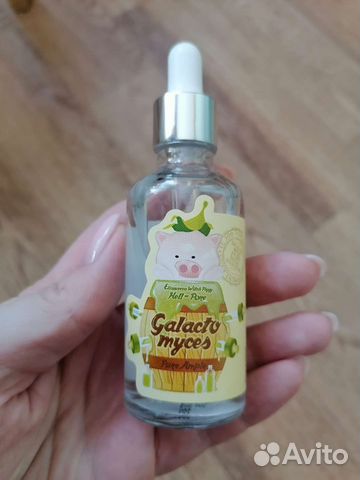 Elizavecca Witch Piggy
Hell-Pore
Galacto
myces
Pure Ample
Avito